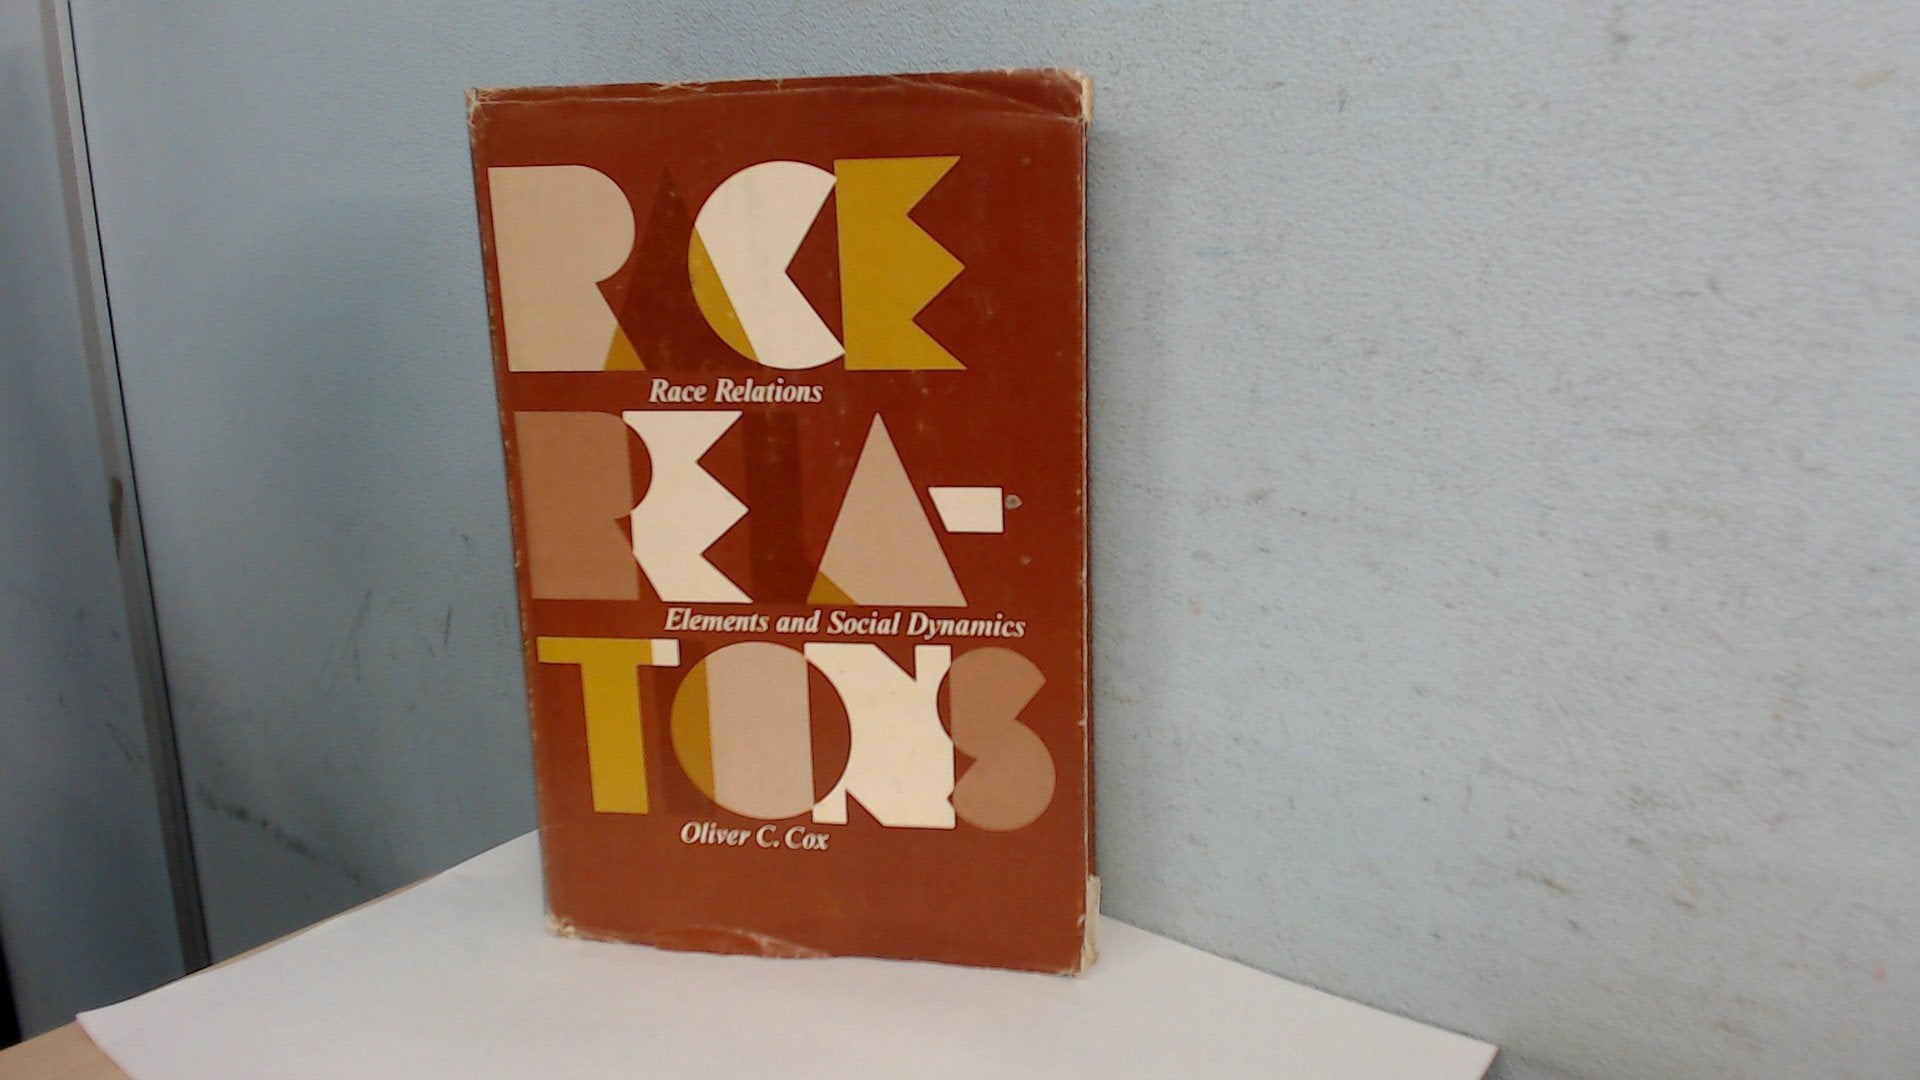 RACE
Race Relations
RELA-
Elements and Social Dynamics
TIONS
Oliver C. Cox